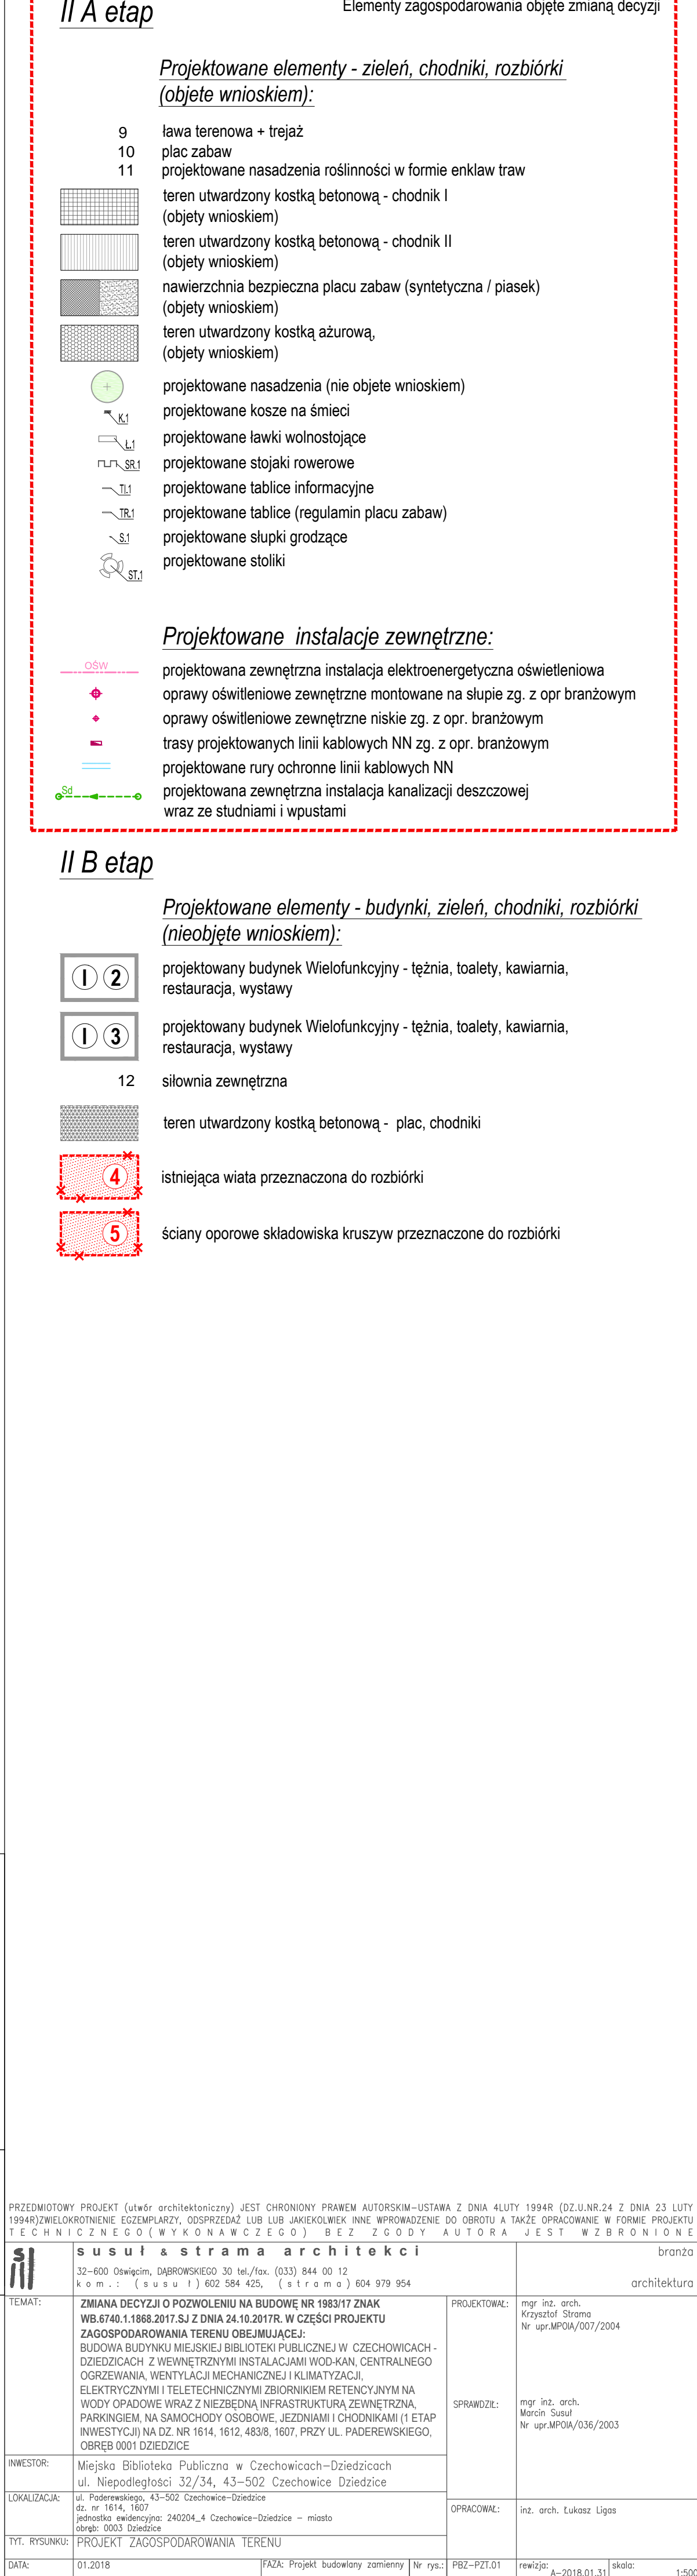 II A etap
Elementy zagospodarowania objęte zmianą decyzji
Projektowane elementy - zieleń, chodniki, rozbiórki
(objete wnioskiem):
9 ława terenowa + trejaż
10 plac zabaw
11 projektowane nasadzenia roślinności w formie enklaw traw
teren utwardzony kostką betonową - chodnik I
(objęty wnioskiem)
teren utwardzony kostką betonową - chodnik II
(objęty wnioskiem)
nawierzchnia bezpieczna placu zabaw (syntetyczna / piasek)
(objęty wnioskiem)
teren utwardzony kostką ażurową,
(objęty wnioskiem)
projektowane nasadzenia (nie objete wnioskiem)
K.1 projektowane kosze na śmieci
Ł.1 projektowane ławki wolnostojące
SR.1 projektowane stojaki rowerowe
TI.1 projektowane tablice informacyjne
TR.1 projektowane tablice (regulamin placu zabaw)
S.1 projektowane słupki grodzące
ST.1 projektowane stoliki
Projektowane instalacje zewnętrzne:
OŚW projektowana zewnętrzna instalacja elektroenergetyczna oświetleniowa
oprawy oświtleniowe zewnętrzne montowane na słupie zg. z opr branżowym
oprawy oświtleniowe zewnętrzne niskie zg. z opr. branżowym
trasy projektowanych linii kablowych NN zg. z opr. branżowym
projektowane rury ochronne linii kablowych NN
Sd projektowana zewnętrzna instalacja kanalizacji deszczowej
wraz ze studniami i wpustami
II B etap
Projektowane elementy - budynki, zieleń, chodniki, rozbiórki
(nieobjęte wnioskiem):
I 2 projektowany budynek Wielofunkcyjny - tężnia, toalety, kawiarnia,
restauracja, wystawy
I 3 projektowany budynek Wielofunkcyjny - tężnia, toalety, kawiarnia,
restauracja, wystawy
12 siłownia zewnętrzna
teren utwardzony kostką betonową - plac, chodniki
4 istniejąca wiata przeznaczona do rozbiórki
5 ściany oporowe składowiska kruszyw przeznaczone do rozbiórki
PRZEDMIOTOWY PROJEKT (utwór architektoniczny) JEST CHRONIONY PRAWEM AUTORSKIM-USTAWA Z DNIA 4LUTY 1994R (DZ.U.NR.24 Z DNIA 23 LUTY
1994R)ZWIELOKROTNIENIE EGZEMPLARZY, ODSPRZEDAŻ LUB LUB JAKIEKOLWIEK INNE WPROWADZENIE DO OBROTU A TAKŻE OPRACOWANIE W FORMIE PROJEKTU
TECHNICZNEGO(WYKONAWCZEGO) BEZ ZGODY AUTORA JEST WZBRONIONE
susuł & strama architekci
branża
32-600 Oświęcim, DĄBROWSKIEGO 30 tel./fax. (033) 844 00 12
kom.: (susuł) 602 584 425, (strama) 604 979 954
architektura
TEMAT:
ZMIANA DECYZJI O POZWOLENIU NA BUDOWĘ NR 1983/17 ZNAK
WB.6740.1.1868.2017.SJ Z DNIA 24.10.2017R. W CZĘŚCI PROJEKTU
ZAGOSPODAROWANIA TERENU OBEJMUJĄCEJ:
BUDOWA BUDYNKU MIEJSKIEJ BIBLIOTEKI PUBLICZNEJ W CZECHOWICACH -
DZIEDZICACH Z WEWNĘTRZNYMI INSTALACJAMI WOD-KAN, CENTRALNEGO
OGRZEWANIA, WENTYLACJI MECHANICZNEJ I KLIMATYZACJI,
ELEKTRYCZNYMI I TELETECHNICZNYMI ZBIORNIKIEM RETENCYJNYM NA
WODY OPADOWE WRAZ Z NIEZBĘDNĄ INFRASTRUKTURĄ ZEWNĘTRZNĄ,
PARKINGIEM, NA SAMOCHODY OSOBOWE, JEZDNIAMI I CHODNIKAMI (1 ETAP
INWESTYCJI) NA DZ. NR 1614, 1612, 483/8, 1607, PRZY UL. PADEREWSKIEGO,
OBRĘB 0001 DZIEDZICE
PROJEKTOWAŁ:
mgr inż. arch.
Krzysztof Strama
Nr upr.MPOIA/007/2004
SPRAWDZIŁ:
mgr inż. arch.
Marcin Susuł
Nr upr.MPOIA/036/2003
INWESTOR:
Miejska Biblioteka Publiczna w Czechowicach-Dziedzicach
ul. Niepodległości 32/34, 43-502 Czechowice Dziedzice
LOKALIZACJA:
ul. Paderewskiego, 43-502 Czechowice-Dziedzice
dz. nr 1614, 1607
jednostka ewidencyjna: 240204_4 Czechowice-Dziedzice - miasto
obręb: 0003 Dziedzice
OPRACOWAŁ:
inż. arch. Łukasz Ligas
TYT. RYSUNKU: PROJEKT ZAGOSPODAROWANIA TERENU
DATA: 01.2018 FAZA: Projekt budowlany zamienny Nr rys.: PBZ-PZT.01 rewizja: skala:
A-2018.01.31 1:500